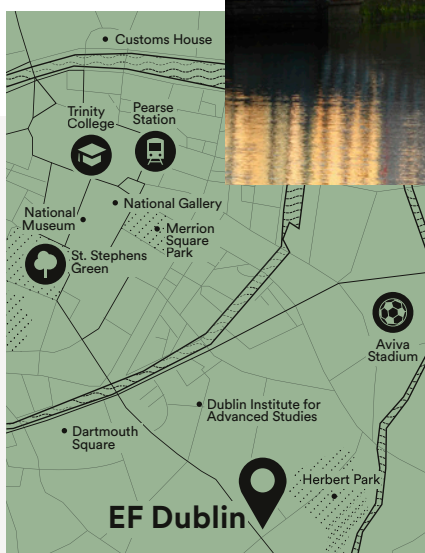 Customs House
Trinity
College
Pearse
Station
National Gallery
National
Museum
Merrion
Square
Park
St. Stephens
Green
Aviva
Stadium
Dublin Institute for
Advanced Studies
Dartmouth
Square
Herbert Park
EF Dublin